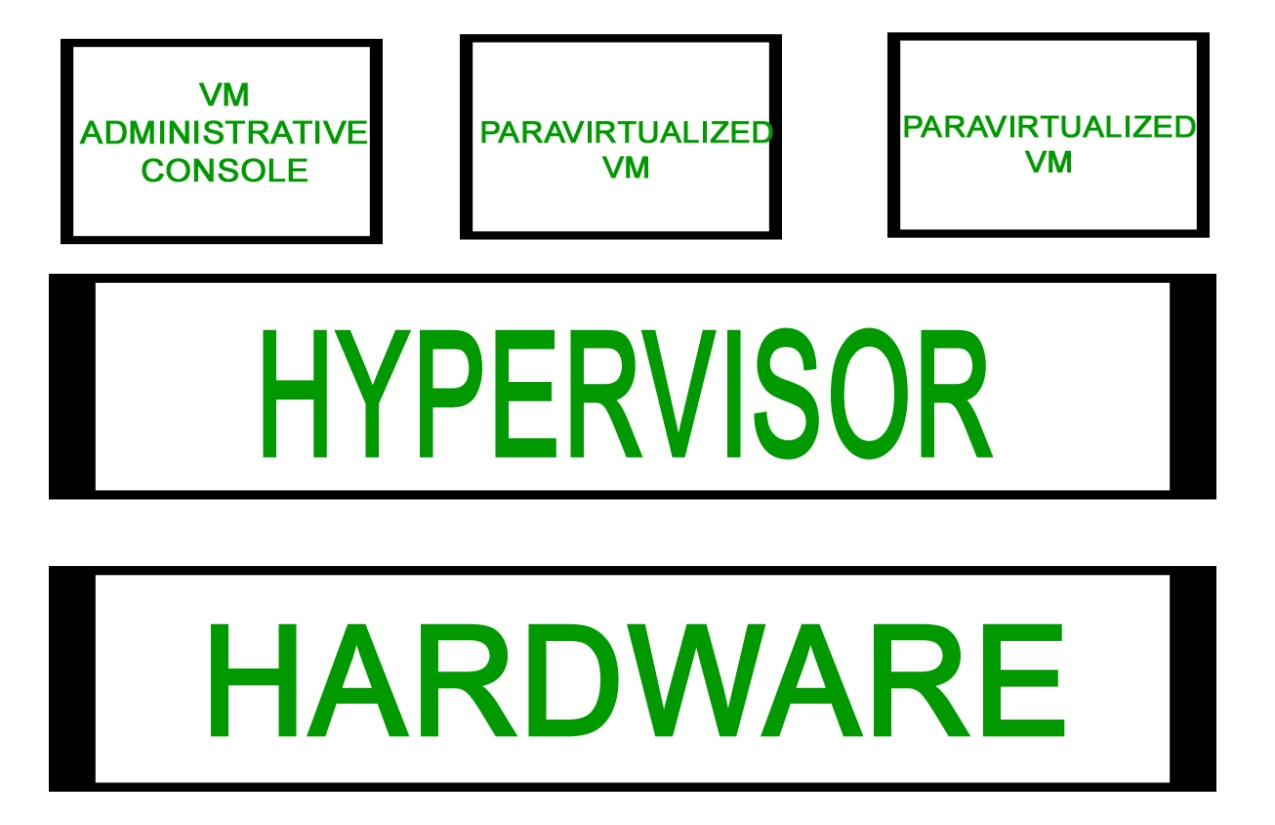 VM
ADMINISTRATIVE
CONSOLE
PARAVIRTUALIZED
VM
PARAVIRTUALIZED
VM
HYPERVISOR
HARDWARE